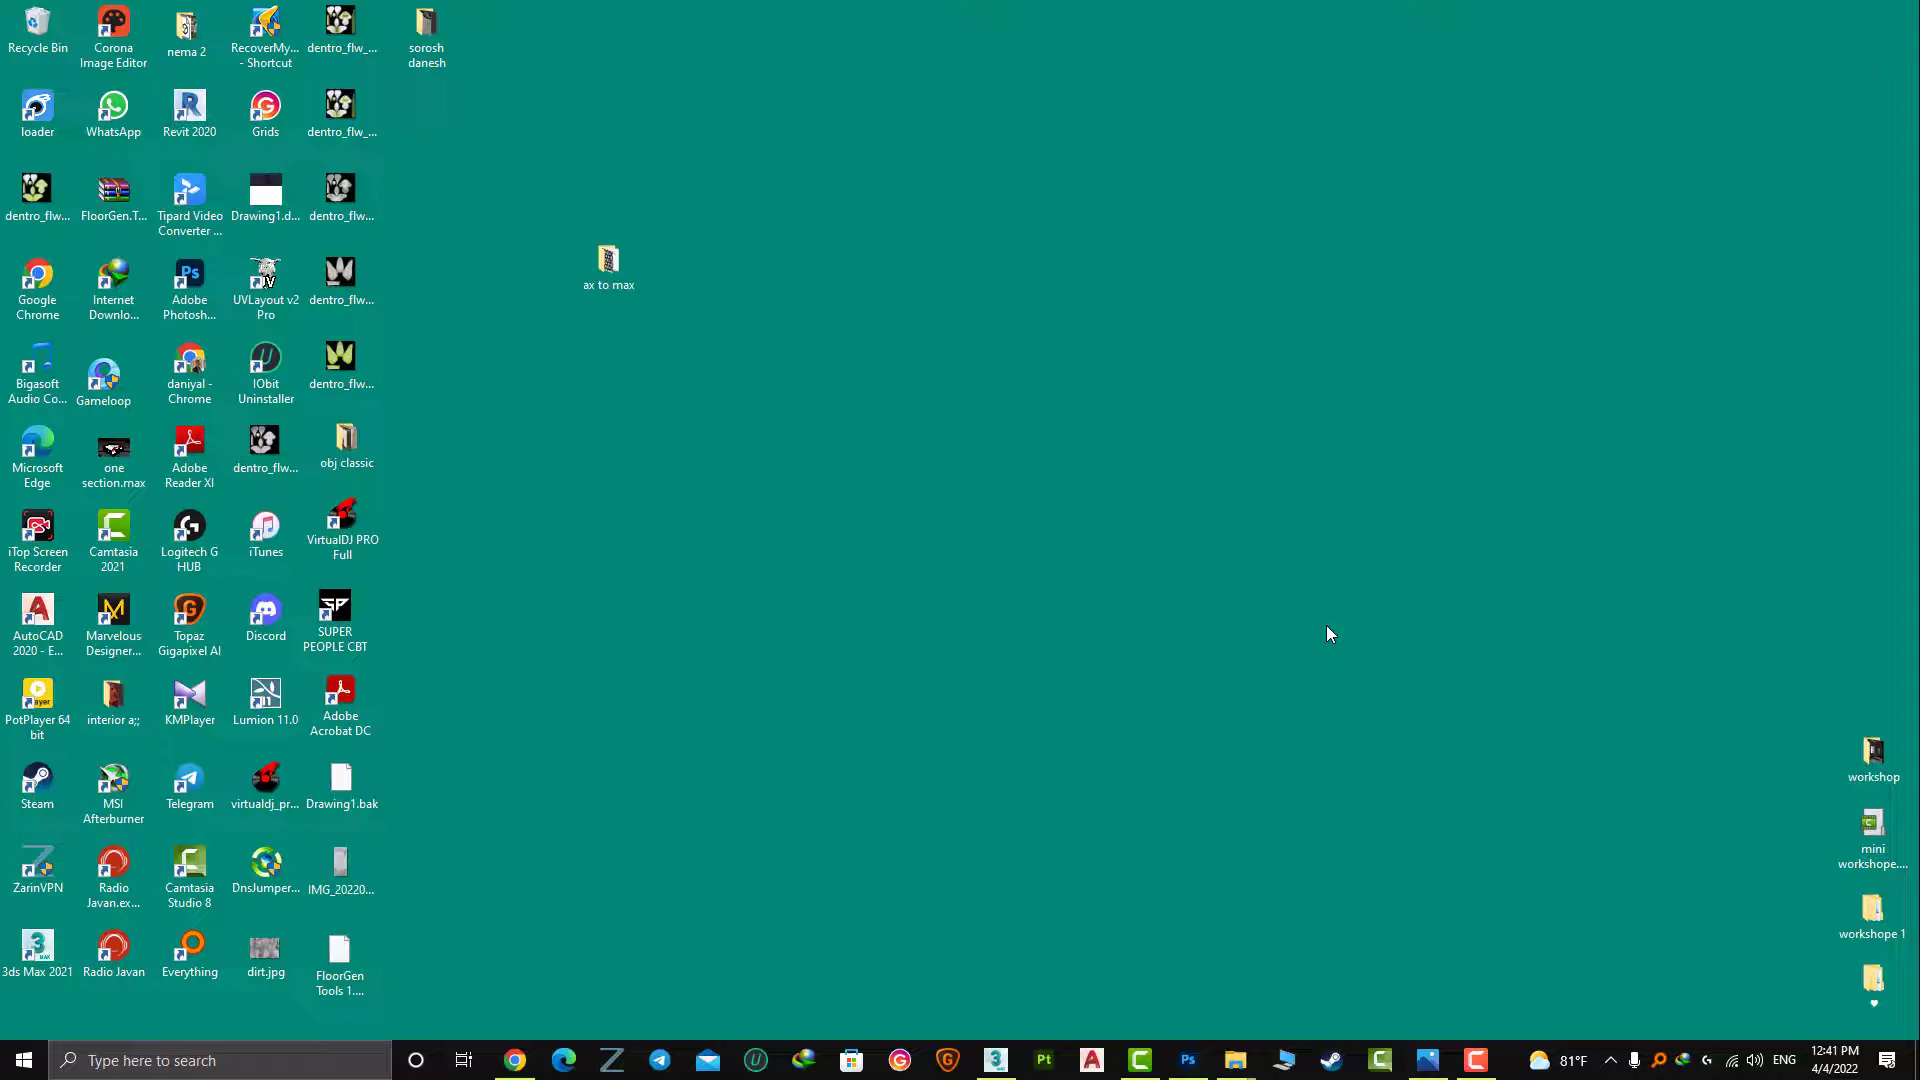 Recycle Bin
Corona
Image Editor
nema 2
RecoverMy...
- Shortcut
dentro_flw_...
sorosh
danesh
loader
WhatsApp
Revit 2020
Grids
dentro_flw_...
dentro_flw...
FloorGen.T...
Tipard Video
Converter ...
Drawing1.d...
dentro_flw...
ax to max
Google
Chrome
Internet
Downlo...
Adobe
Photosh...
UVLayout v2
Pro
dentro_flw...
Bigasoft
Audio Co...
Gameloop
daniyal -
Chrome
IObit
Uninstaller
dentro_flw...
Microsoft
Edge
one
section.max
Adobe
Reader XI
dentro_flw...
obj classic
iTop Screen
Recorder
Camtasia
2021
Logitech G
HUB
iTunes
VirtualDJ PRO
Full
AutoCAD
2020 - E...
Marvelous
Designer...
Topaz
Gigapixel AI
Discord
SUPER
PEOPLE CBT
PotPlayer 64
bit
interior a;;
KMPlayer
Lumion 11.0
Adobe
Acrobat DC
Steam
MSI
Afterburner
Telegram
virtualdj_pr...
Drawing1.bak
workshop
ZarinVPN
Radio
Javan.ex...
Camtasia
Studio 8
DnsJumper...
IMG_20220...
mini
workshope....
workshope 1
3ds Max 2021
Radio Javan
Everything
dirt.jpg
FloorGen
Tools 1....
Type here to search
81°F
ENG
12:41 PM
4/4/2022